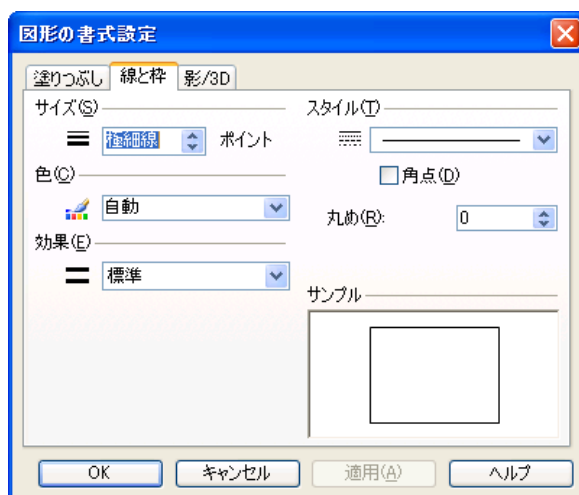 図形の書式設定
塗りつぶし 線と枠 影/3D
サイズ(S)
極細線 ポイント
色(C)
自動
効果(E)
標準
スタイル(T)
角点(D)
丸め(R): 0
サンプル
OK キャンセル 適用(A) ヘルプ